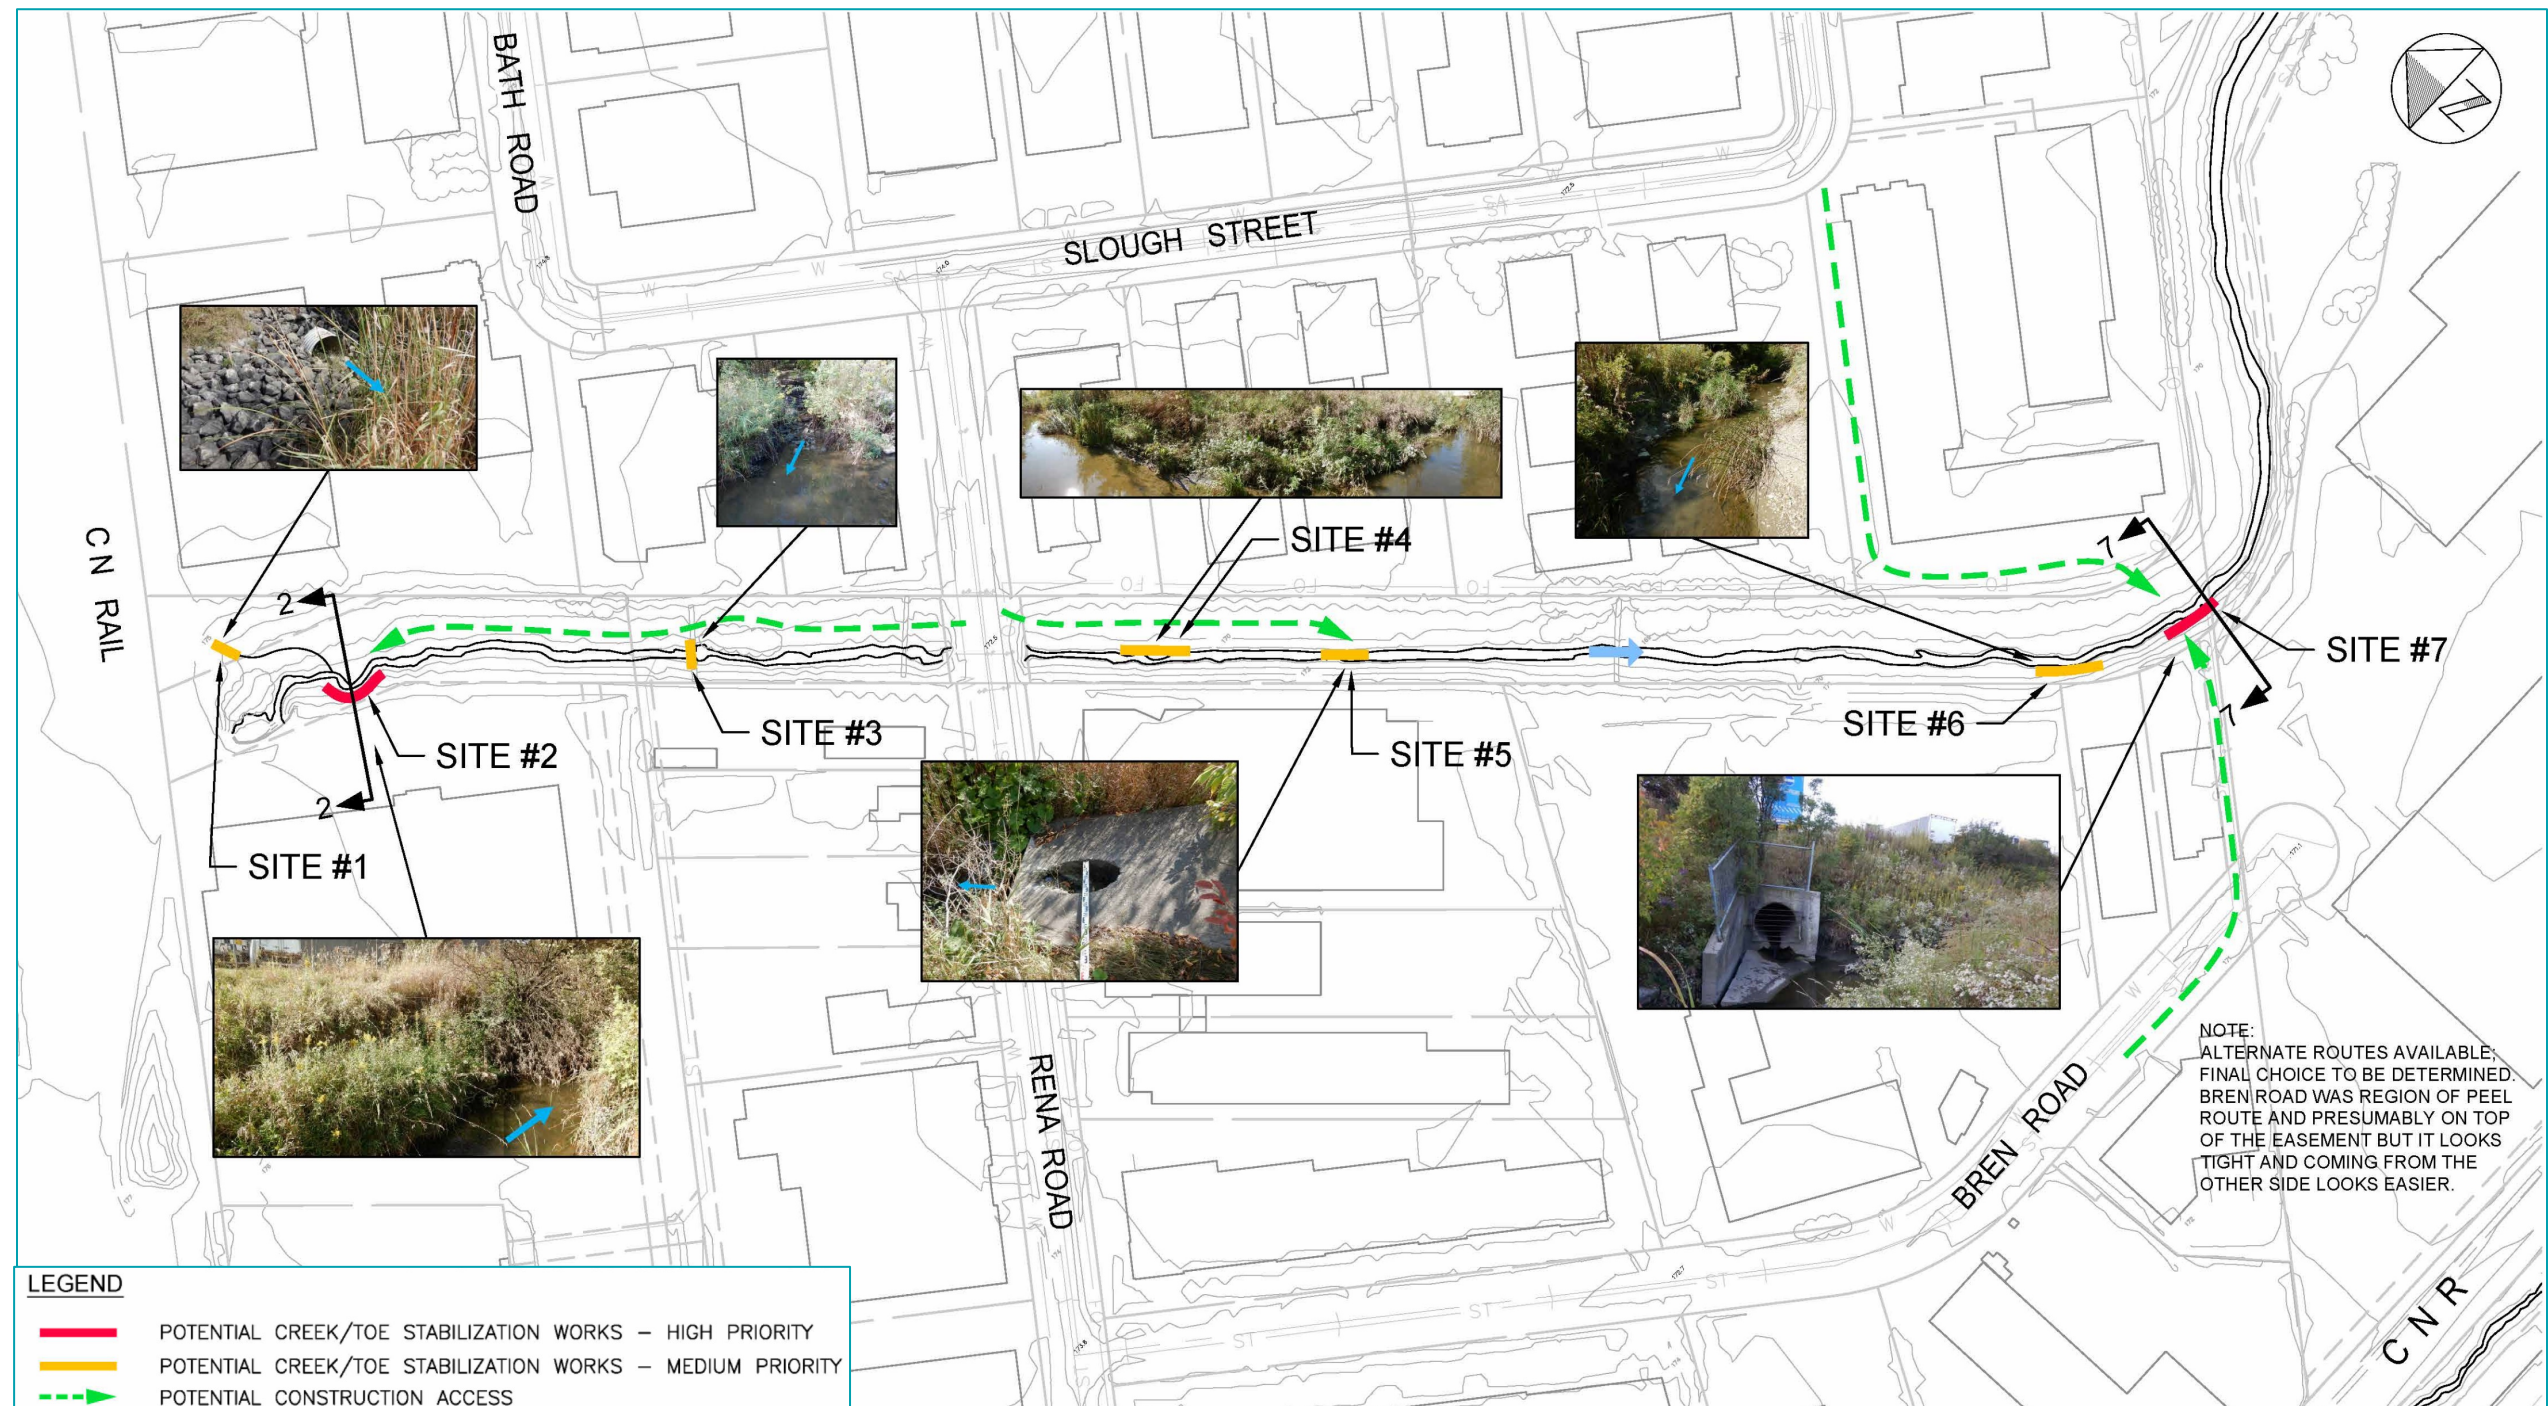 BATH ROAD
SLOUGH STREET
CN RAIL
SITE #4
2
7
SITE #7
SITE #3
SITE #6
SITE #2
SITE #5
7
2
SITE #1
RENA ROAD
BREN ROAD
NOTE:
ALTERNATE ROUTES AVAILABLE;
FINAL CHOICE TO BE DETERMINED.
BREN ROAD WAS REGION OF PEEL
ROUTE AND PRESUMABLY ON TOP
OF THE EASEMENT BUT IT LOOKS
TIGHT AND COMING FROM THE
OTHER SIDE LOOKS EASIER.
CNR
LEGEND
POTENTIAL CREEK/TOE STABILIZATION WORKS – HIGH PRIORITY
POTENTIAL CREEK/TOE STABILIZATION WORKS – MEDIUM PRIORITY
POTENTIAL CONSTRUCTION ACCESS